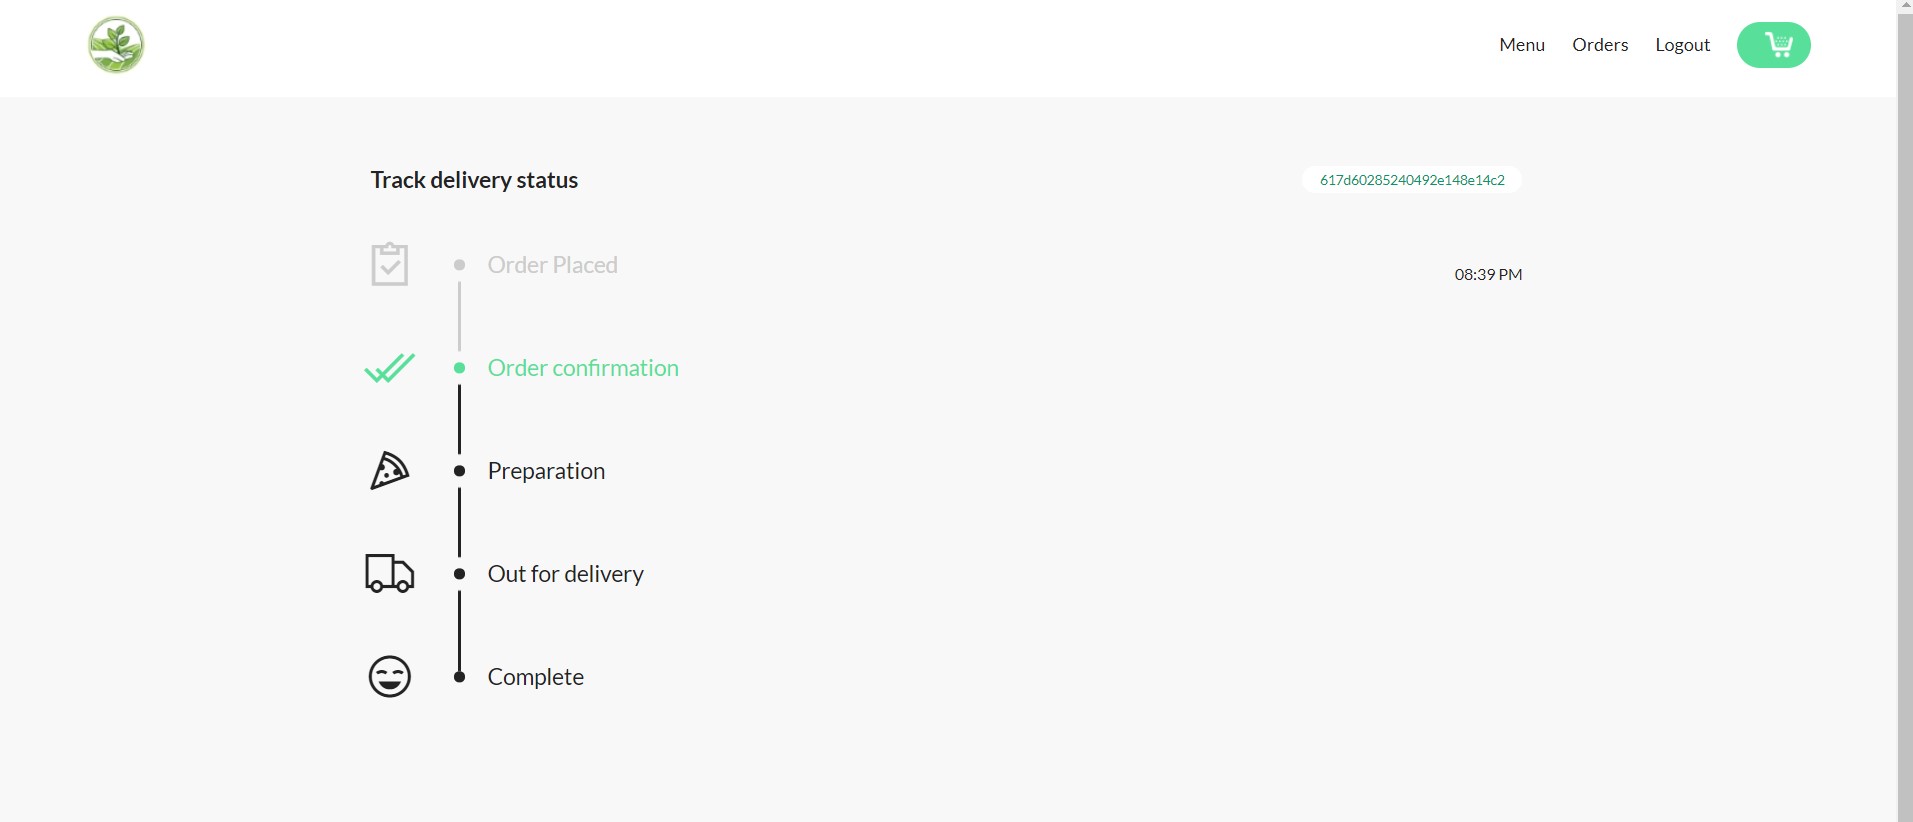 Menu Orders Logout
Track delivery status
617d60285240492e148e14c2
Order Placed
08:39 PM
Order confirmation
Preparation
Out for delivery
Complete